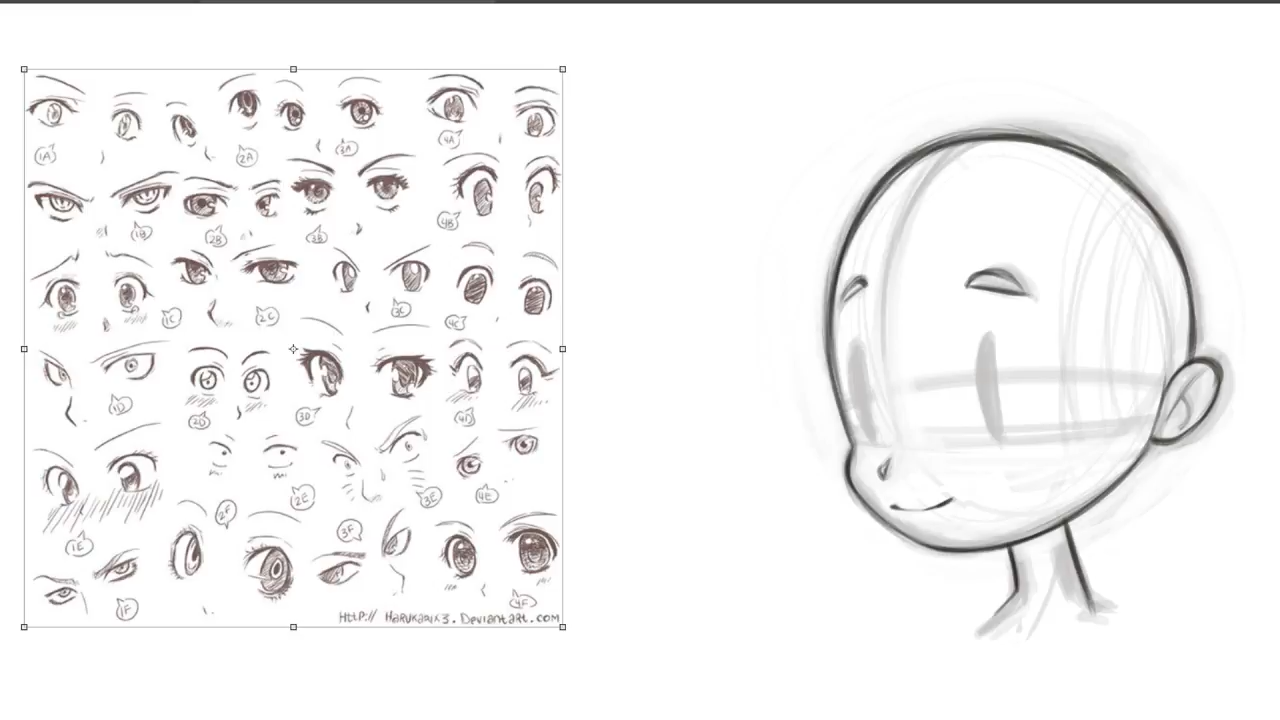 1A 2A 3A 4A
1B 2B 3B 4B
1C 2C 3C 4C
1D 2D 3D 4D
1E 2F 2E 3E 4E
1F 3F 4F
HttP:// HARUKABIX3.DeviantaRt.com